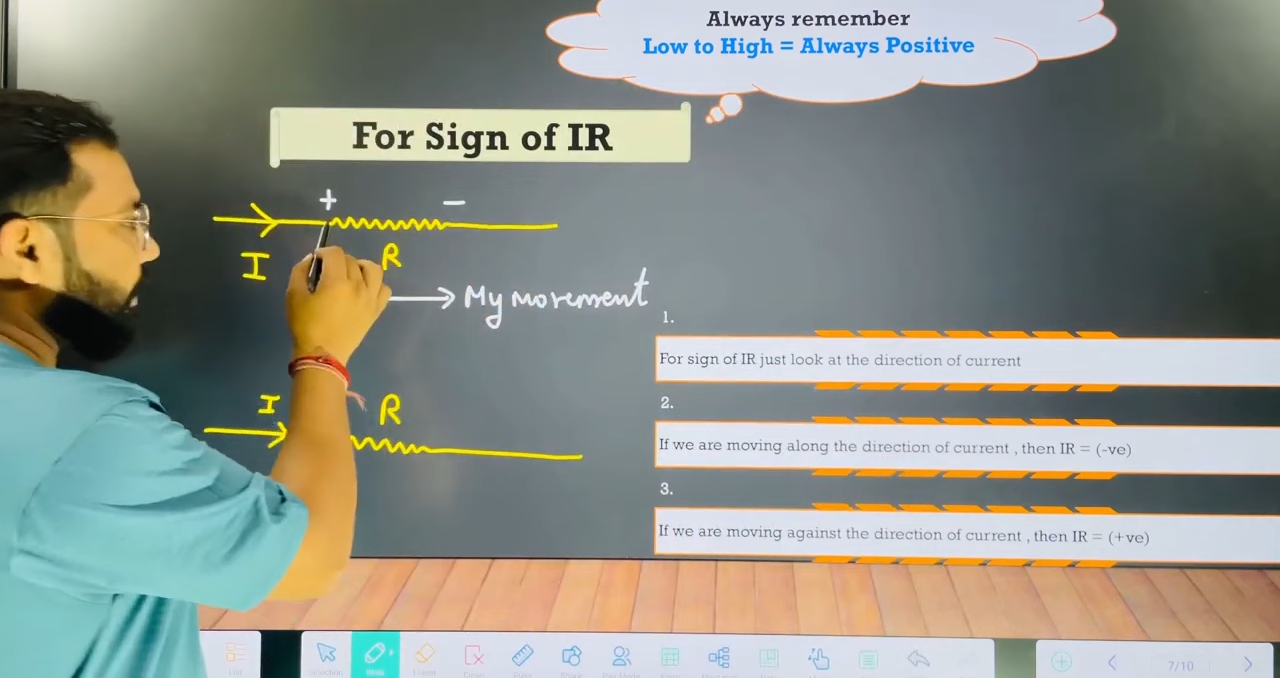 Always remember
Low to High = Always Positive
For Sign of IR
+ −
I R
My movement
I R
1.
For sign of IR just look at the direction of current
2.
If we are moving along the direction of current , then IR = (-ve)
3.
If we are moving against the direction of current , then IR = (+ve)
7/10